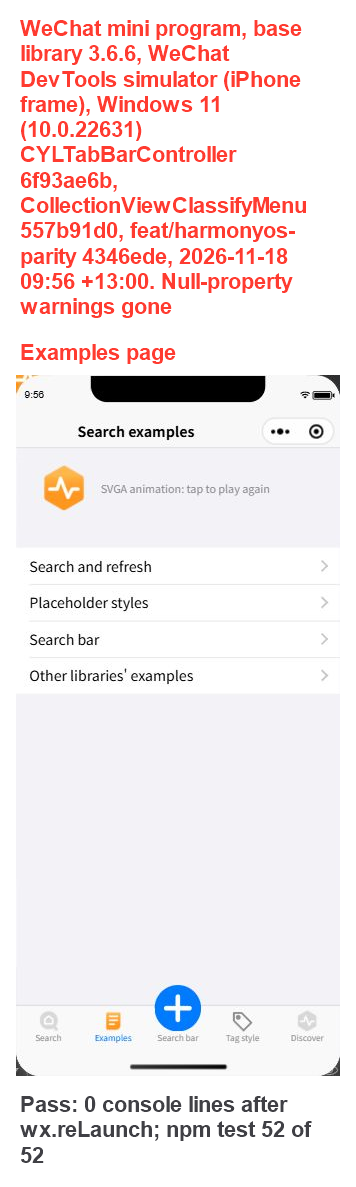 WeChat mini program, base
library 3.6.6, WeChat
DevTools simulator (iPhone
frame), Windows 11
(10.0.22631)
CYLTabBarController
6f93ae6b,
CollectionViewClassifyMenu
557b91d0, feat/harmonyos-
parity 4346ede, 2026-11-18
09:56 +13:00. Null-property
warnings gone
Examples page
9:56
Search examples
SVGA animation: tap to play again
Search and refresh
Placeholder styles
Search bar
Other libraries' examples
Search
Examples
Search bar
Tag style
Discover
Pass: 0 console lines after
wx.reLaunch; npm test 52 of
52